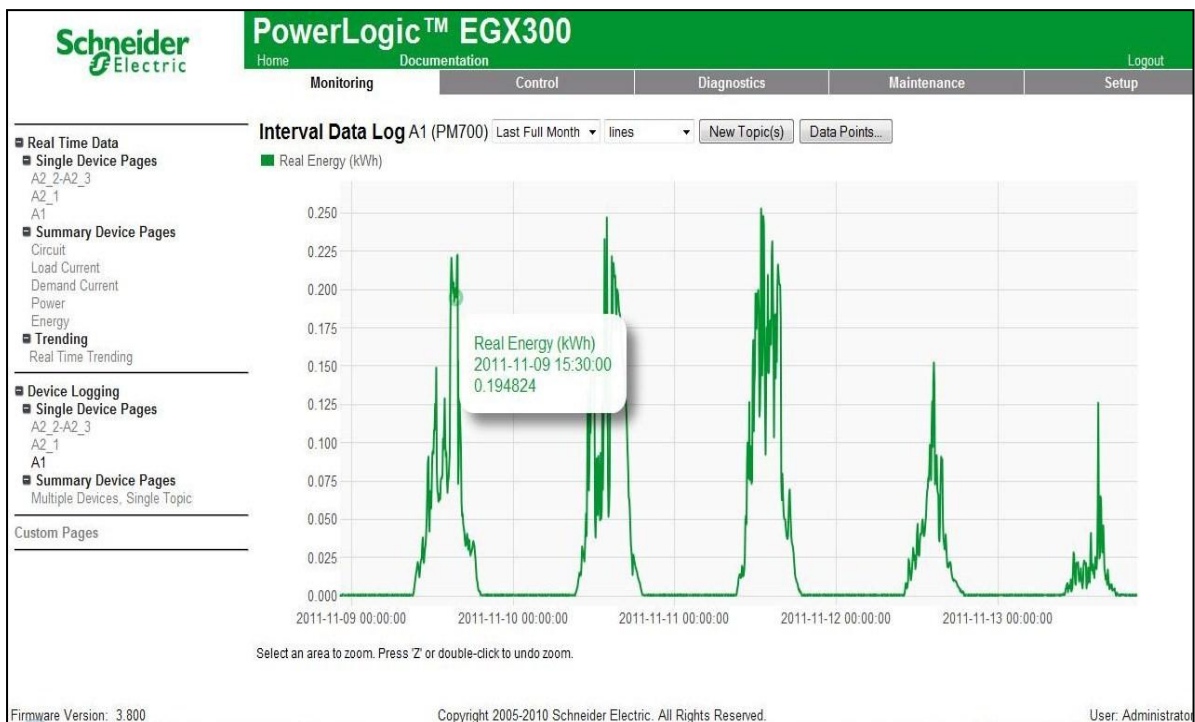 Schneider
Electric
PowerLogic™ EGX300
Home Documentation Logout
Monitoring Control Diagnostics Maintenance Setup
Real Time Data
Single Device Pages
A2_2-A2_3
A2_1
A1
Summary Device Pages
Circuit
Load Current
Demand Current
Power
Energy
Trending
Real Time Trending
Device Logging
Single Device Pages
A2_2-A2_3
A2_1
A1
Summary Device Pages
Multiple Devices, Single Topic
Custom Pages
Interval Data Log A1 (PM700) Last Full Month lines New Topic(s) Data Points...
Real Energy (kWh)
0.250
0.225
0.200
0.175
0.150
0.125
0.100
0.075
0.050
0.025
0.000
Real Energy (kWh)
2011-11-09 15:30:00
0.194824
2011-11-09 00:00:00 2011-11-10 00:00:00 2011-11-11 00:00:00 2011-11-12 00:00:00 2011-11-13 00:00:00
Select an area to zoom. Press 'Z' or double-click to undo zoom.
Firmware Version: 3.800 Copyright 2005-2010 Schneider Electric. All Rights Reserved. User: Administrator